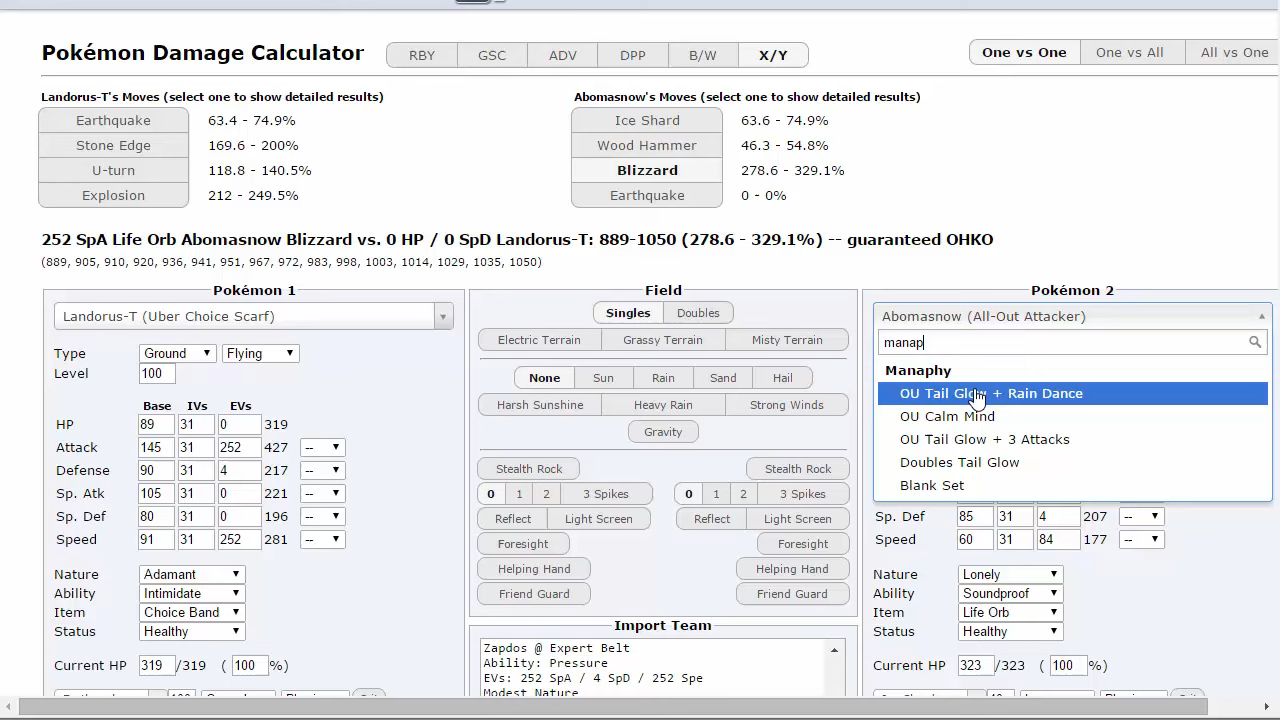 Pokémon Damage Calculator RBY GSC ADV DPP B/W X/Y One vs One One vs All All vs One
Landorus-T's Moves (select one to show detailed results) Abomasnow's Moves (select one to show detailed results)
Earthquake 63.4 - 74.9% Ice Shard 63.6 - 74.9%
Stone Edge 169.6 - 200% Wood Hammer 46.3 - 54.8%
U-turn 118.8 - 140.5% Blizzard 278.6 - 329.1%
Explosion 212 - 249.5% Earthquake 0 - 0%
252 SpA Life Orb Abomasnow Blizzard vs. 0 HP / 0 SpD Landorus-T: 889-1050 (278.6 - 329.1%) -- guaranteed OHKO
(889, 905, 910, 920, 936, 941, 951, 967, 972, 983, 998, 1003, 1014, 1029, 1035, 1050)
Pokémon 1
Landorus-T (Uber Choice Scarf)
Type Ground Flying
Level 100
Base IVs EVs
HP 89 31 0 319
Attack 145 31 252 427 --
Defense 90 31 4 217 --
Sp. Atk 105 31 0 221 --
Sp. Def 80 31 0 196 --
Speed 91 31 252 281 --
Nature Adamant
Ability Intimidate
Item Choice Band
Status Healthy
Current HP 319 /319 ( 100 %)
Field
Singles Doubles
Electric Terrain Grassy Terrain Misty Terrain
None Sun Rain Sand Hail
Harsh Sunshine Heavy Rain Strong Winds
Gravity
Stealth Rock Stealth Rock
0 1 2 3 Spikes 0 1 2 3 Spikes
Reflect Light Screen Reflect Light Screen
Foresight Foresight
Helping Hand Helping Hand
Friend Guard Friend Guard
Import Team
Zapdos @ Expert Belt
Ability: Pressure
EVs: 252 SpA / 4 SpD / 252 Spe
Modest Nature
Pokémon 2
Abomasnow (All-Out Attacker)
manap
Manaphy
OU Tail Glow + Rain Dance
OU Calm Mind
OU Tail Glow + 3 Attacks
Doubles Tail Glow
Blank Set
Sp. Def 85 31 4 207 --
Speed 60 31 84 177 --
Nature Lonely
Ability Soundproof
Item Life Orb
Status Healthy
Current HP 323 /323 ( 100 %)